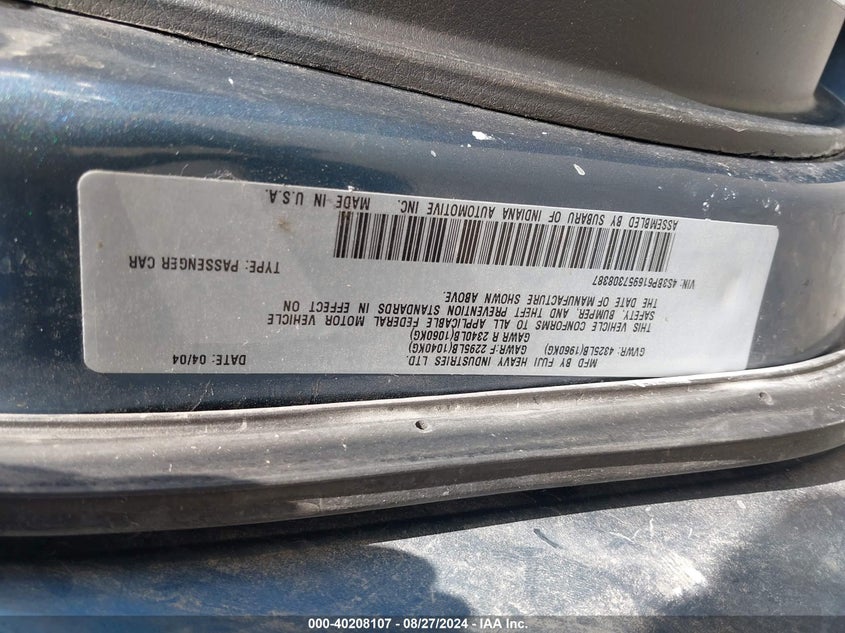 MFD BY FUJI HEAVY INDUSTRIES LTD. DATE: 04/04
GVWR: 4325LB(1960KG) GAWR-F 2295LB(1040KG)
GAWR R 2340LB(1060KG)
THIS VEHICLE CONFORMS TO ALL APPLICABLE FEDERAL MOTOR VEHICLE
SAFETY, BUMPER, AND THEFT PREVENTION STANDARDS IN EFFECT ON
THE DATE OF MANUFACTURE SHOWN ABOVE.
VIN: 4S3BP616957308387 TYPE: PASSENGER CAR
ASSEMBLED BY SUBARU OF INDIANA AUTOMOTIVE INC. MADE IN U.S.A.
000-40208107 - 08/27/2024 - IAA Inc.